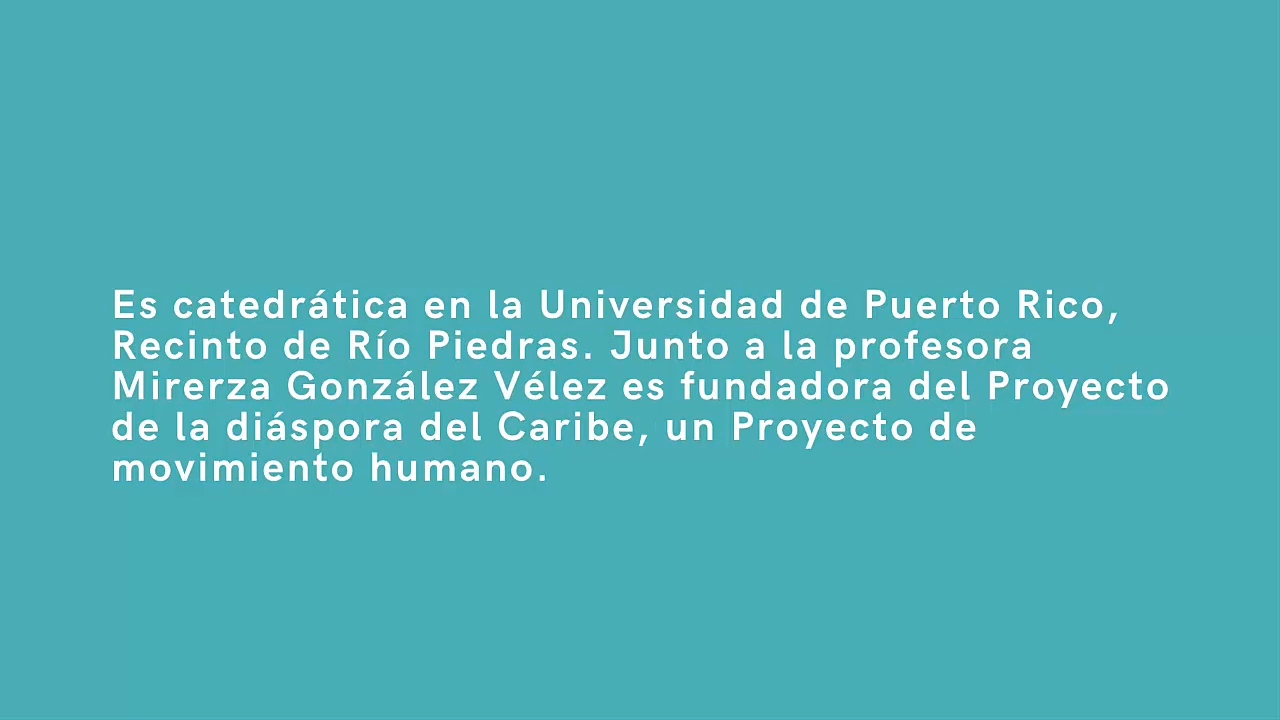 Es catedrática en la Universidad de Puerto Rico,
Recinto de Río Piedras. Junto a la profesora
Mirerza González Vélez es fundadora del Proyecto
de la diáspora del Caribe, un Proyecto de
movimiento humano.